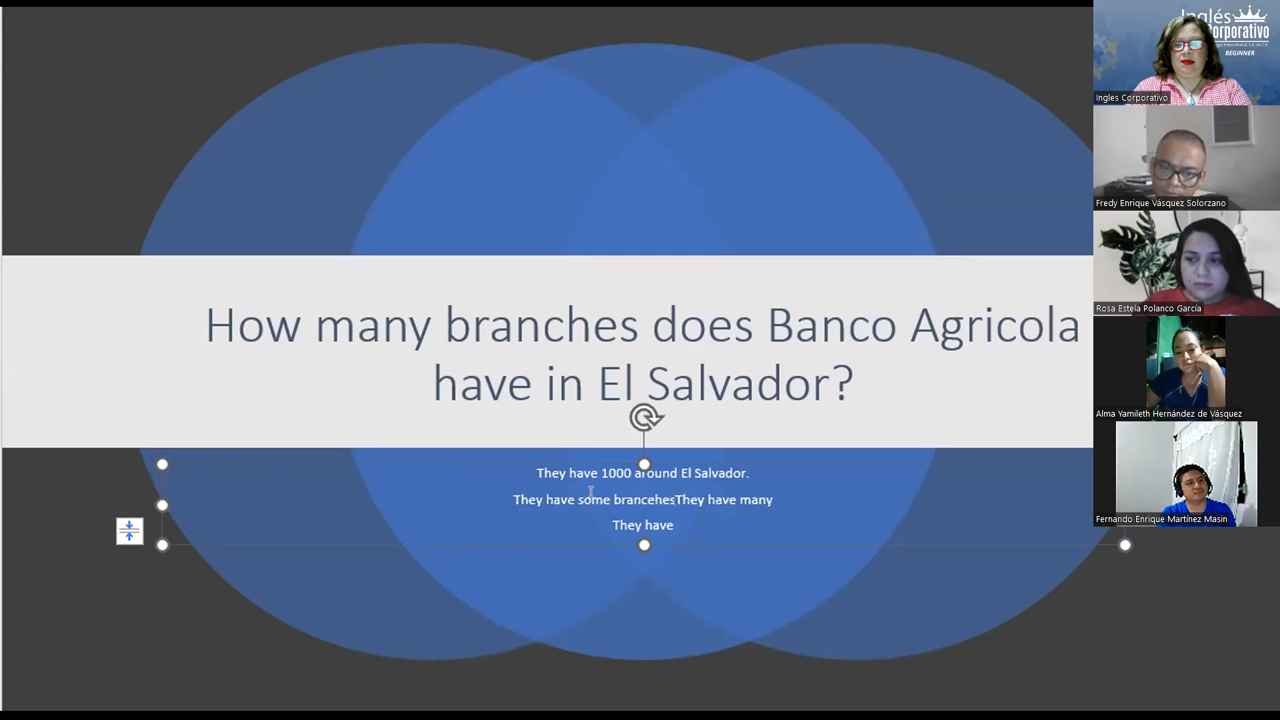 How many branches does Banco Agricola
have in El Salvador?
They have 1000 around El Salvador.
They have some brancehes.They have many
They have
Inglés
Corporativo
BEGINNER
Ingles Corporativo
Fredy Enrique Vásquez Solorzano
Rosa Estela Polanco García
Alma Yamileth Hernández de Vásquez
Fernando Enrique Martínez Masin